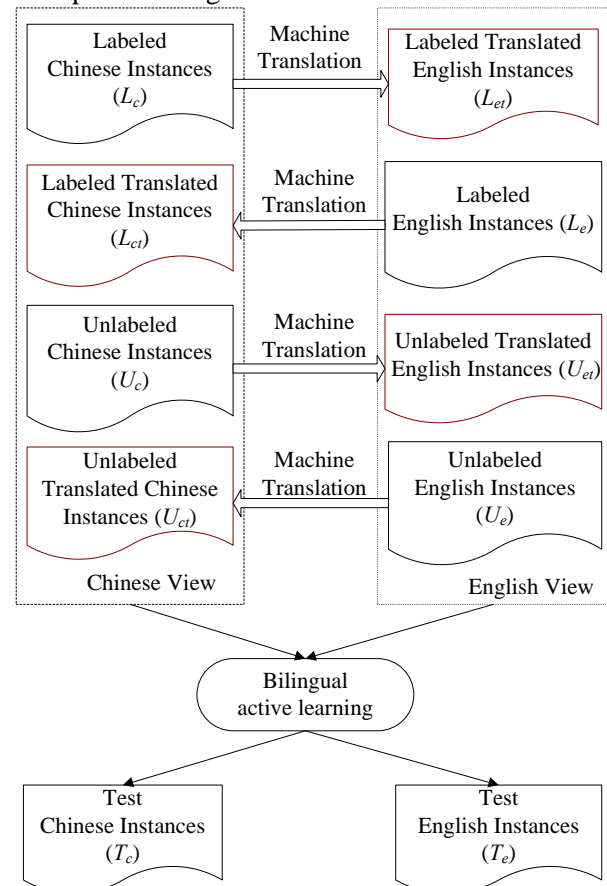 Labeled
Chinese Instances
(Lc)
Machine
Translation
Labeled Translated
English Instances
(Let)
Labeled Translated
Chinese Instances
(Lct)
Machine
Translation
Labeled
English Instances (Le)
Unlabeled
Chinese Instances
(Uc)
Machine
Translation
Unlabeled Translated
English Instances (Uet)
Unlabeled
Translated Chinese
Instances (Uct)
Machine
Translation
Unlabeled
English Instances
(Ue)
Chinese View
English View
Bilingual
active learning
Test
Chinese Instances
(Tc)
Test
English Instances
(Te)